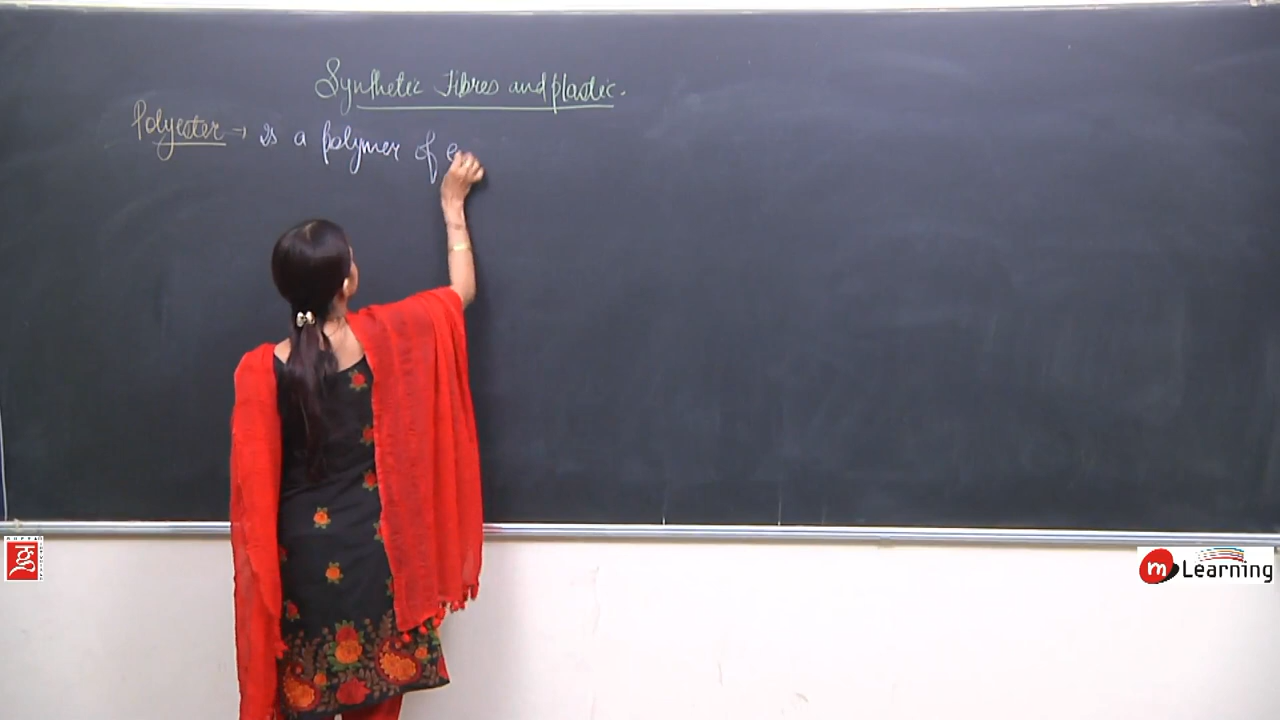 Synthetic Fibres and plastic.
Polyester → is a polymer of e
m Learning